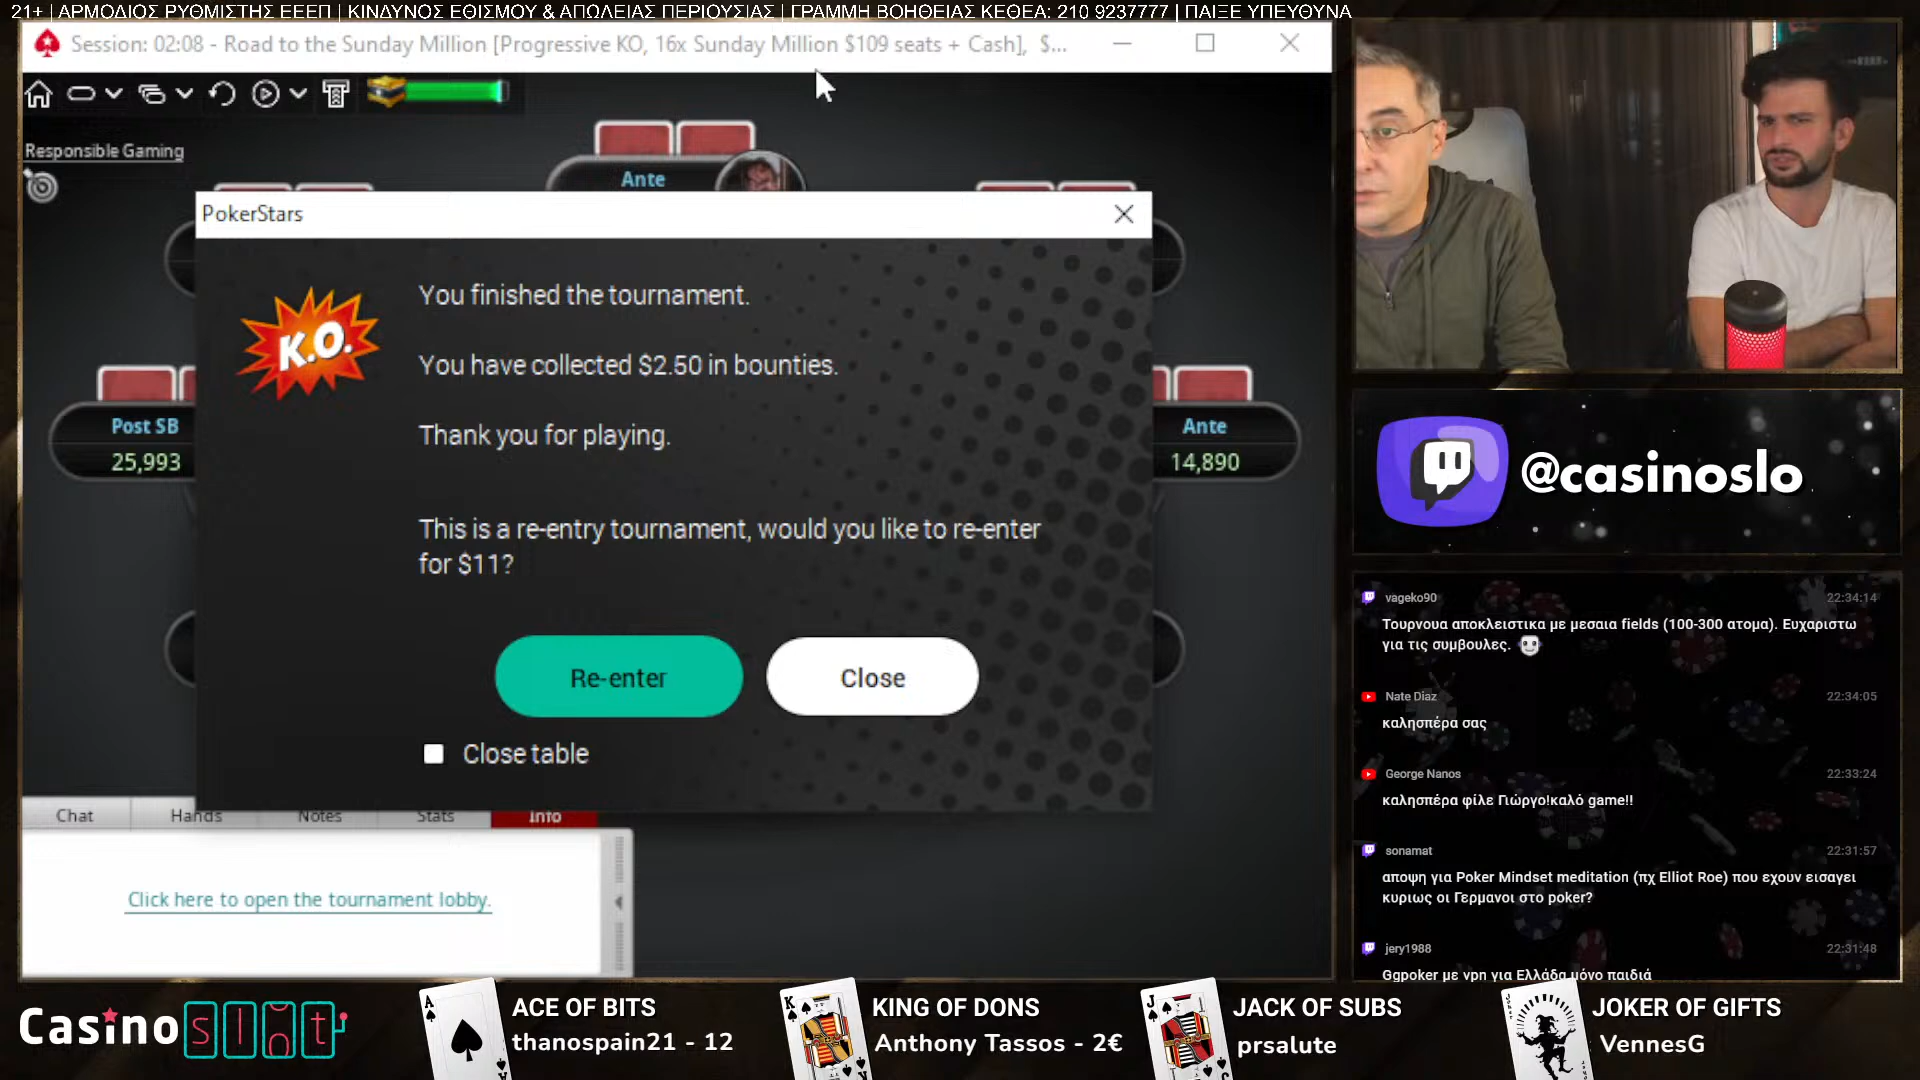 21+ | ΑΡΜΟΔΙΟΣ ΡΥΘΜΙΣΤΗΣ ΕΕΕΠ | ΚΙΝΔΥΝΟΣ ΕΘΙΣΜΟΥ & ΑΠΩΛΕΙΑΣ ΠΕΡΙΟΥΣΙΑΣ | ΓΡΑΜΜΗ ΒΟΗΘΕΙΑΣ ΚΕΘΕΑ: 210 9237777 | ΠΑΙΞΕ ΥΠΕΥΘΥΝΑ
Session: 02:08 - Road to the Sunday Million [Progressive KO, 16x Sunday Million $109 seats + Cash], $...
Responsible Gaming
Ante
PokerStars
K.O.
You finished the tournament.
You have collected $2.50 in bounties.
Thank you for playing.
This is a re-entry tournament, would you like to re-enter
for $11?
Re-enter
Close
Close table
Post SB
25,993
Ante
14,890
Chat
Hands
Notes
Stats
Info
Click here to open the tournament lobby.
@casinoslo
vageko90 22:34:14
Τουρνουα αποκλειστικα με μεσαια fields (100-300 ατομα). Ευχαριστω
για τις συμβουλες.
Nate Diaz 22:34:05
καλησπέρα σας
George Nanos 22:33:24
καλησπέρα φίλε Γιώργο!καλό game!!
sonamat 22:31:57
αποψη για Poker Mindset meditation (πχ Elliot Roe) που εχουν εισαγει
κυριως οι Γερμανοι στο poker?
jery1988 22:31:48
Ggpoker με vpn για Ελλάδα μόνο παιδιά
Casino slot
A
ACE OF BITS
thanospain21 - 12
K
KING OF DONS
Anthony Tassos - 2€
J
JACK OF SUBS
prsalute
JOKER OF GIFTS
VennesG